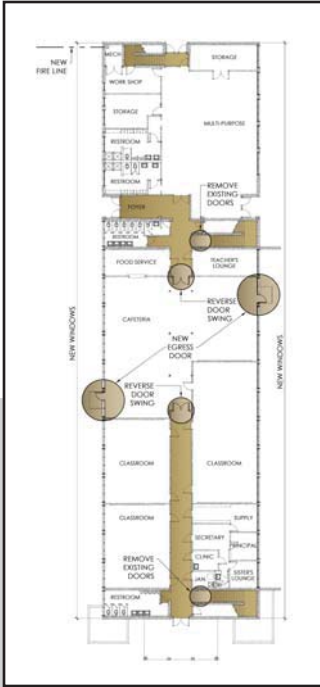 NEW
FIRE LINE
MECH
STORAGE
WORK SHOP
STORAGE
MULTI-PURPOSE
RESTROOM
RESTROOM
REMOVE
EXISTING
DOORS
FOYER
RESTROOM
FOOD SERVICE
TEACHER'S
LOUNGE
REVERSE
DOOR
SWING
CAFETERIA
NEW
EGRESS
DOOR
NEW WINDOWS
NEW WINDOWS
REVERSE
DOOR
SWING
CLASSROOM
CLASSROOM
CLASSROOM
SUPPLY
SECRETARY
PRINCIPAL
CLINIC
REMOVE
EXISTING
DOORS
JAN
SISTER'S
LOUNGE
RESTROOM